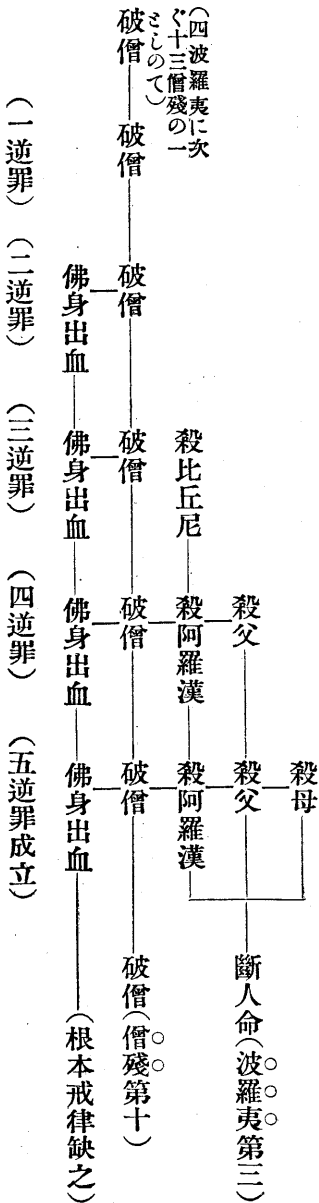 殺母
殺父
殺父
斷人命(波羅夷第三)
(四波羅夷に次
ぐ十三僧殘の一
としのて)
殺比丘尼
殺阿羅漢
殺阿羅漢
破僧
破僧
破僧
破僧
破僧
破僧
破僧(僧殘第十)
佛身出血
佛身出血
佛身出血
佛身出血
(根本戒律缺之)
(一逆罪)
(二逆罪)
(三逆罪)
(四逆罪)
(五逆罪成立)